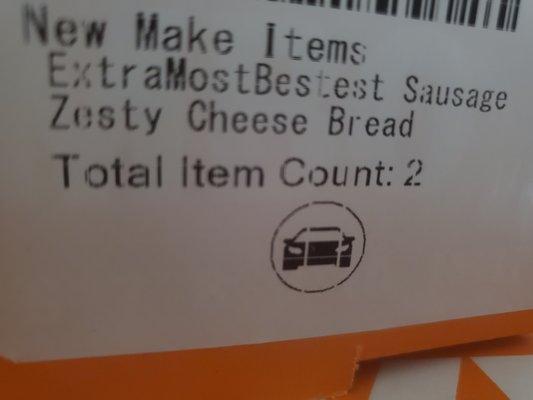 New Make Items
ExtraMostBestest Sausage
Zesty Cheese Bread
Total Item Count: 2